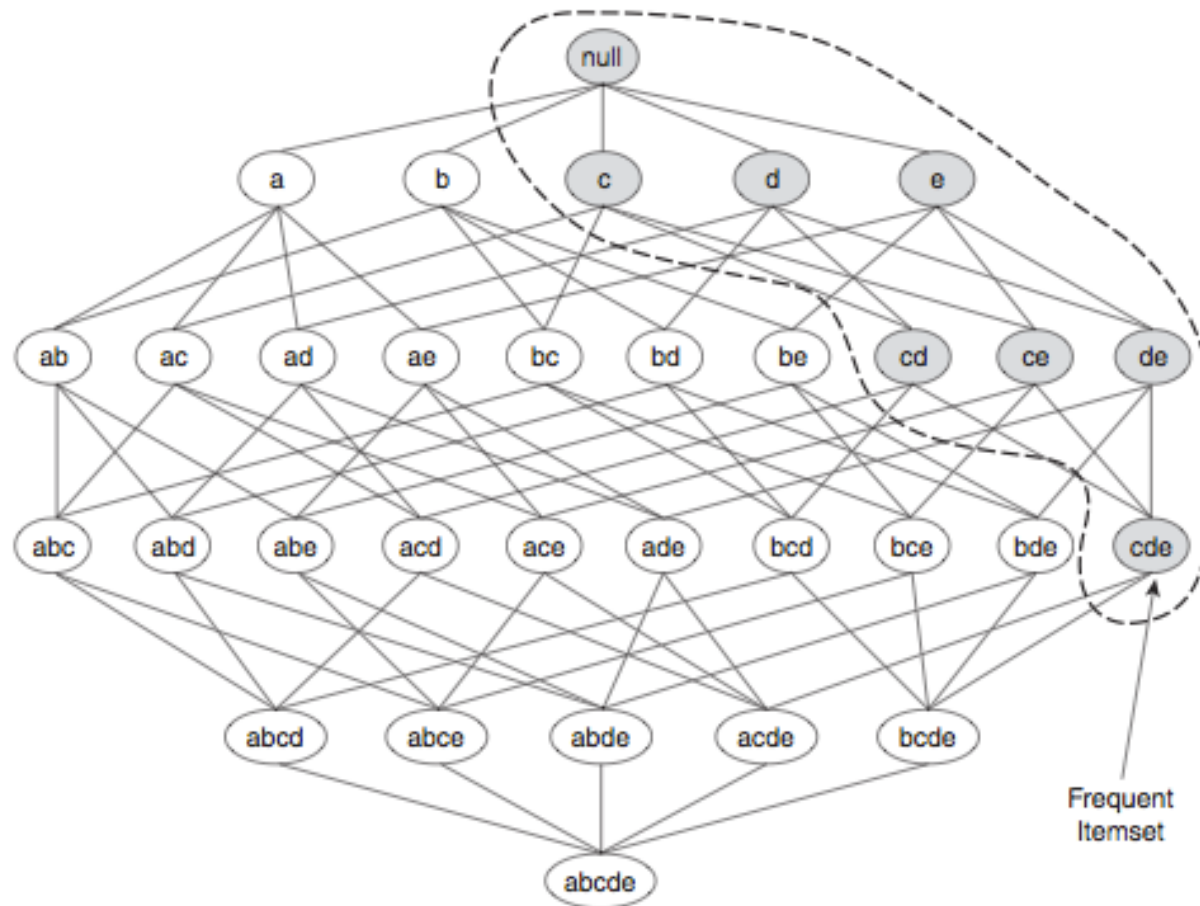 null
a b c d e
ab ac ad ae bc bd be cd ce de
abc abd abe acd ace ade bcd bce bde cde
abcd abce abde acde bcde
Frequent
Itemset
abcde